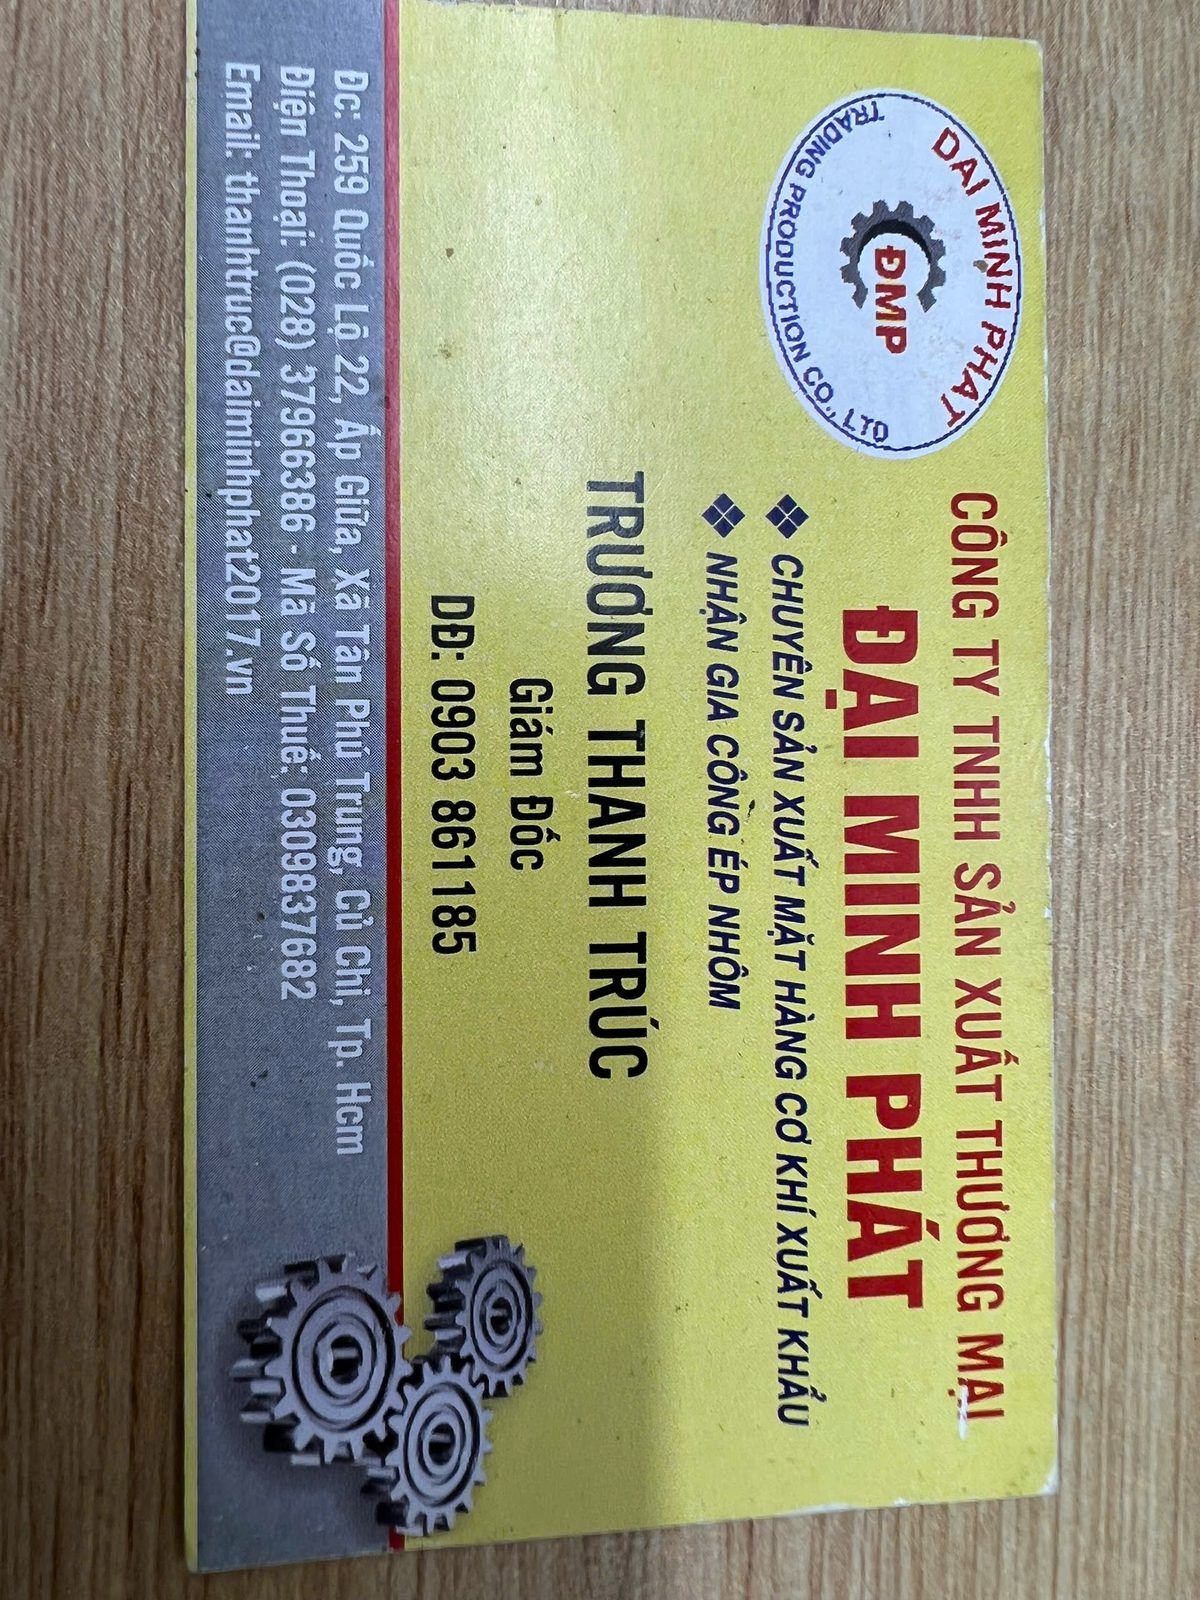 DAI MINH PHAT
ĐMP
TRADING PRODUCTION CO., LTD
CÔNG TY TNHH SẢN XUẤT THƯƠNG MẠI
ĐẠI MINH PHÁT
❖ CHUYÊN SẢN XUẤT MẶT HÀNG CƠ KHÍ XUẤT KHẨU
❖ NHẬN GIA CÔNG ÉP NHÔM
TRƯƠNG THANH TRÚC
Giám Đốc
DĐ: 0903 861185
Đc: 259 Quốc Lộ 22, Ấp Giữa, Xã Tân Phú Trung, Củ Chi, Tp. Hcm
Điện Thoại: (028) 37966386 - Mã Số Thuế: 0309837682
Email: thanhtruc@daiminhphat2017.vn